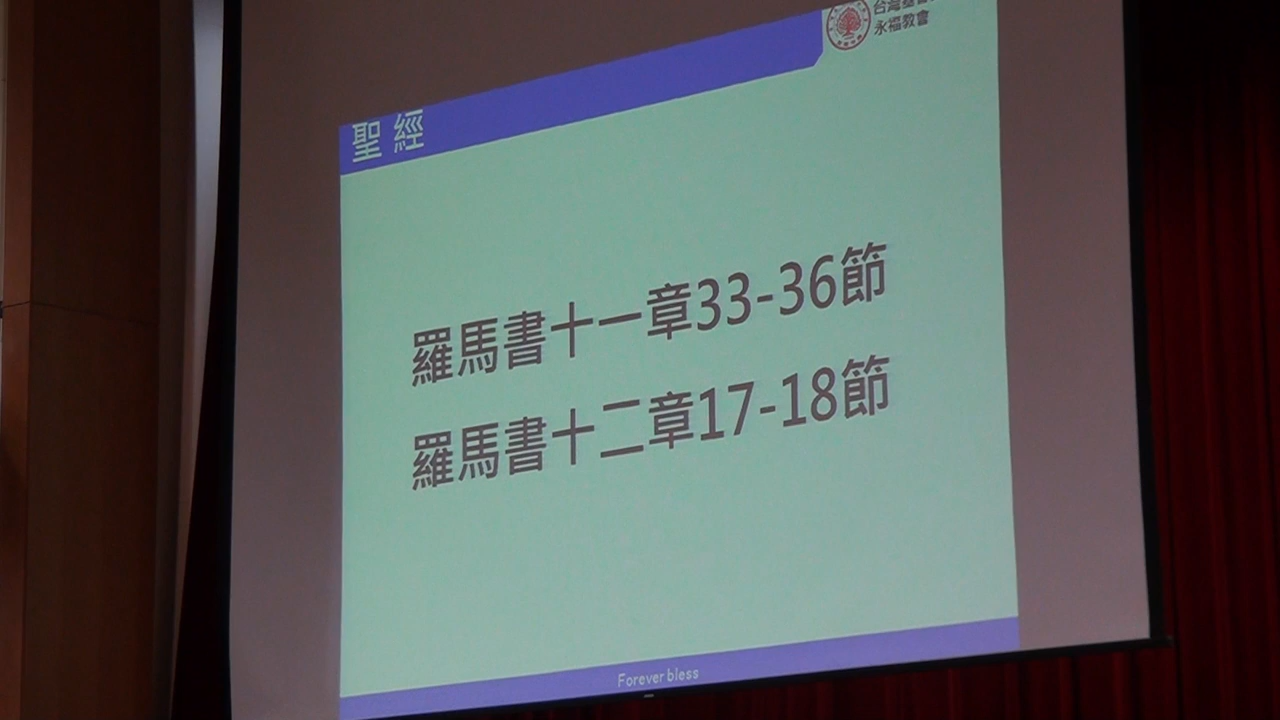 台灣基督
永福教會
聖經
羅馬書十一章33-36節
羅馬書十二章17-18節
Forever bless